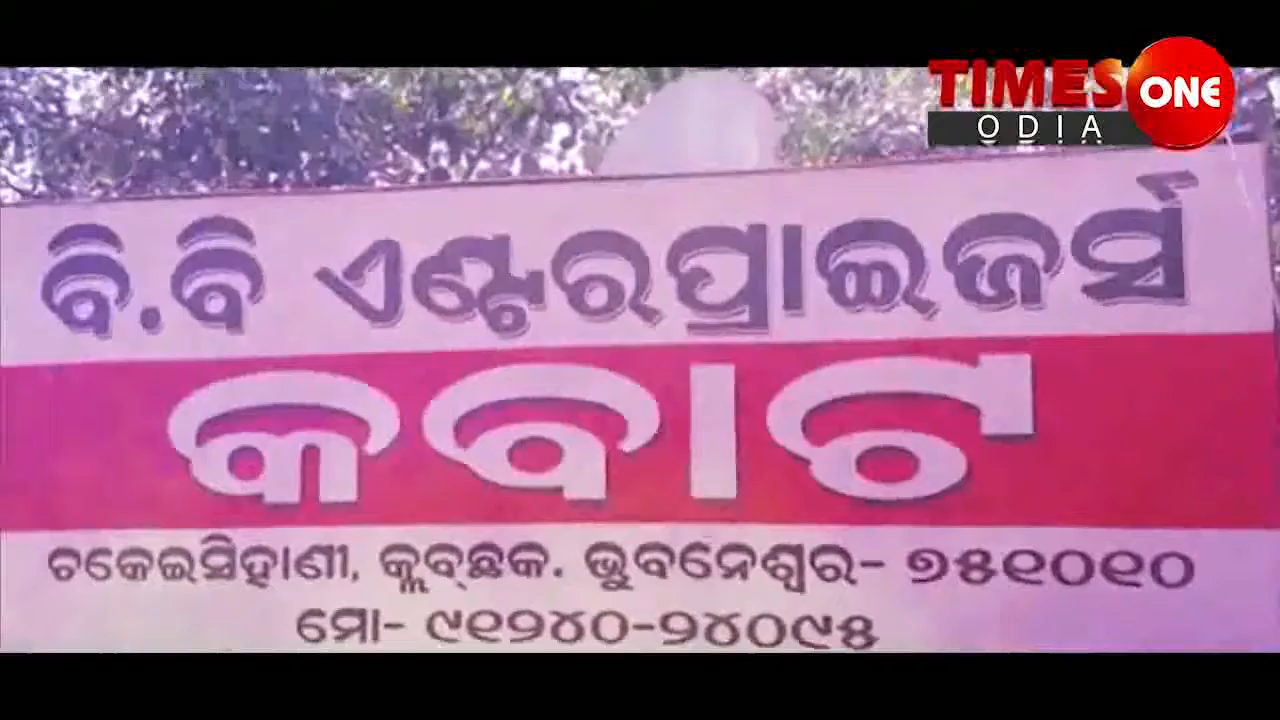 TIMES ONE
ODIA
ବି.ବି ଏଣ୍ଟରପ୍ରାଇଜର୍ସ
କବାଟ
ଚକେଇସିହାଣୀ, କ୍ଲବ୍‌ଛକ. ଭୁବନେଶ୍ୱର- ୭୫୧୦୧୦
ମୋ- ୯୧୨୪୦-୨୪୦୯୫